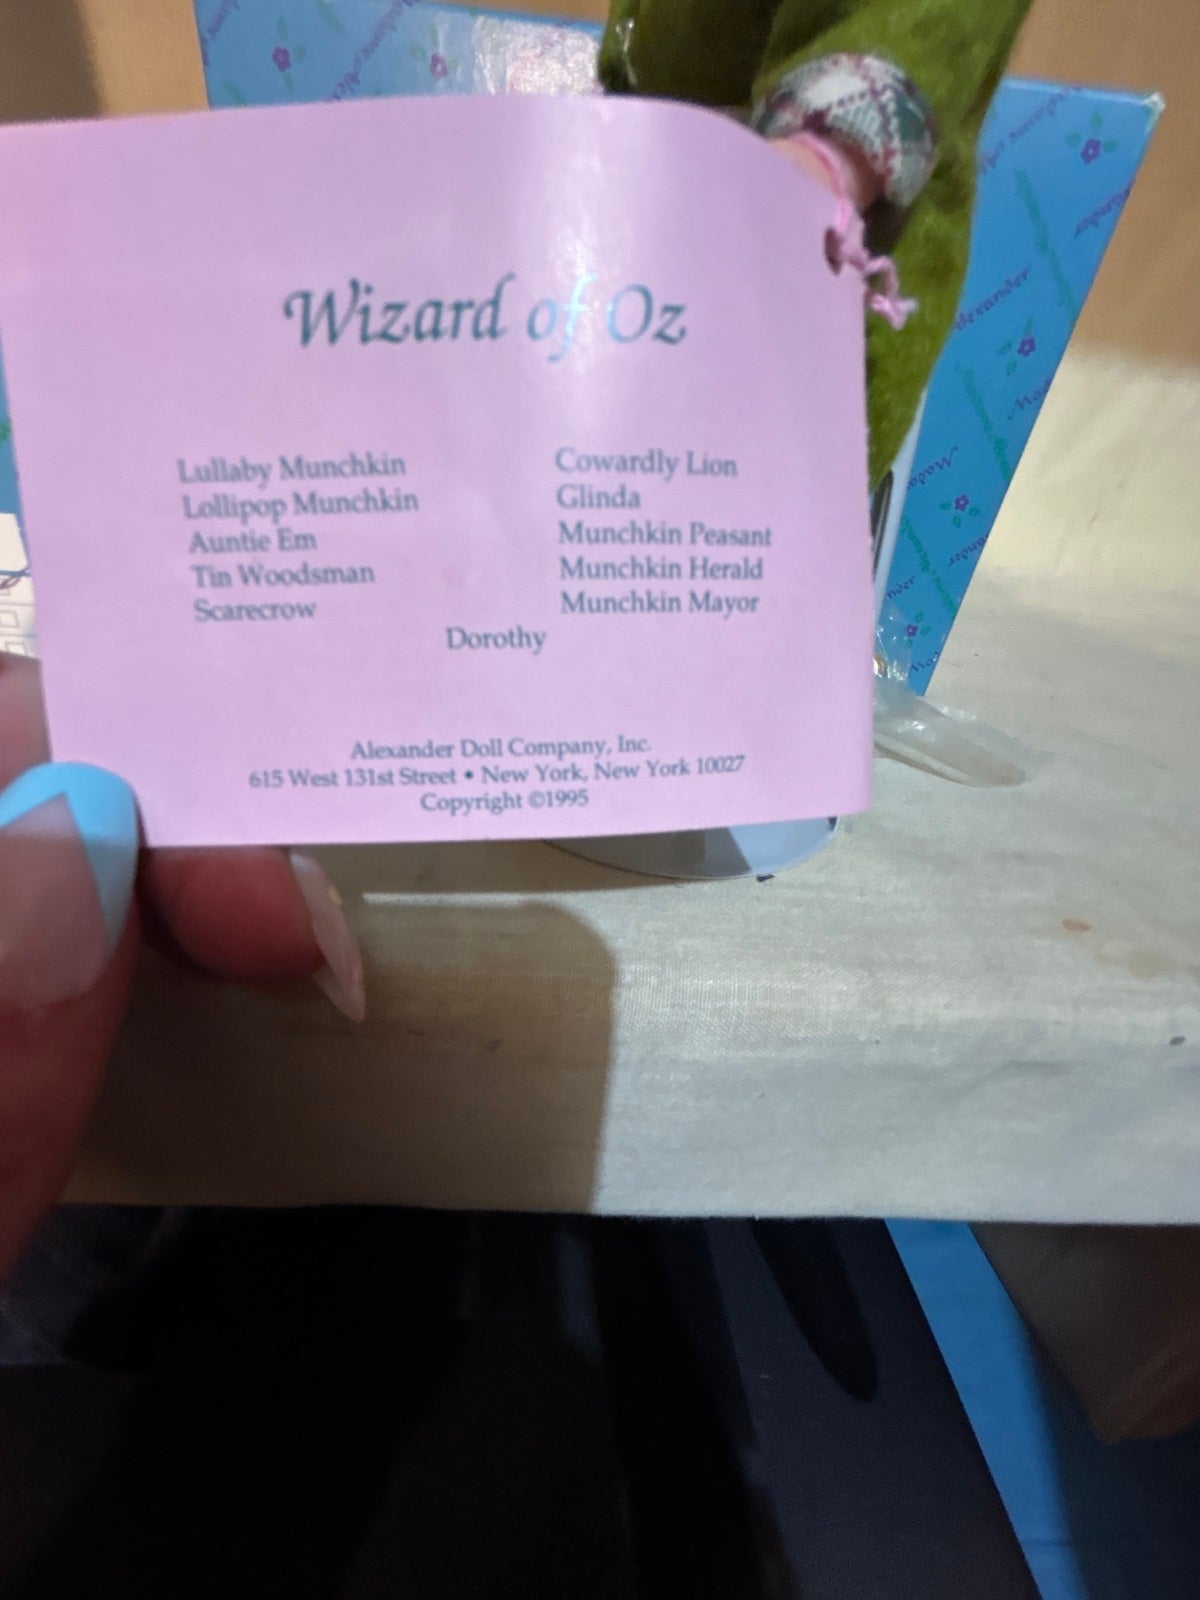 Wizard of Oz
Lullaby Munchkin
Lollipop Munchkin
Auntie Em
Tin Woodsman
Scarecrow
Cowardly Lion
Glinda
Munchkin Peasant
Munchkin Herald
Munchkin Mayor
Dorothy
Alexander Doll Company, Inc.
615 West 131st Street • New York, New York 10027
Copyright ©1995
Alexander